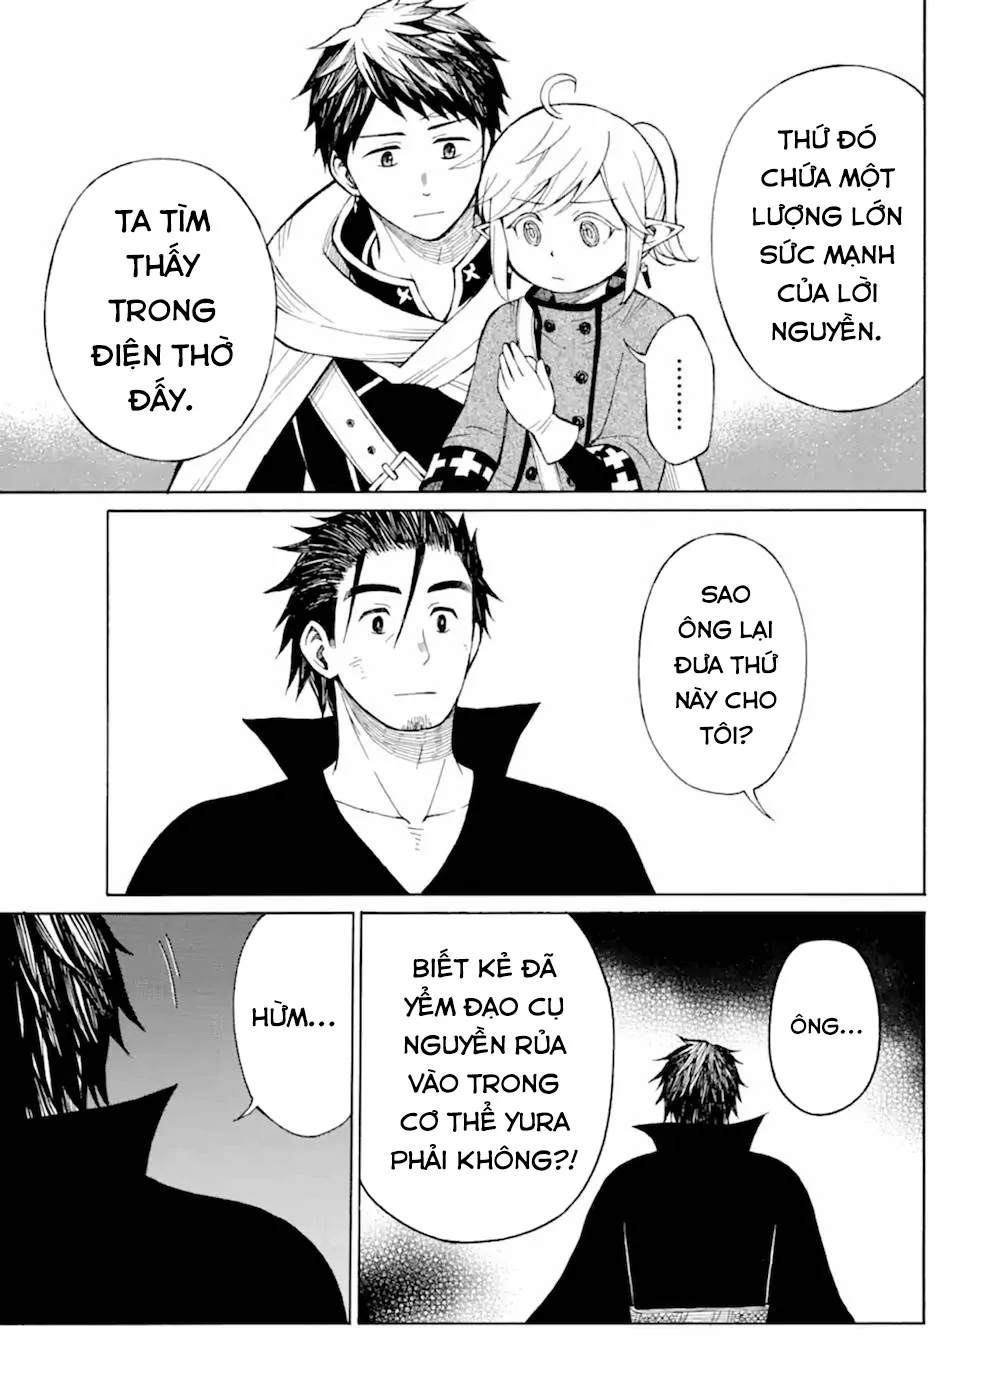 THỨ ĐÓ
CHỨA MỘT
LƯỢNG LỚN
SỨC MẠNH
CỦA LỜI
NGUYỀN.
.........
TA TÌM
THẤY
TRONG
ĐIỆN THỜ
ĐẤY.
SAO
ÔNG LẠI
ĐƯA THỨ
NÀY CHO
TÔI?
ÔNG...
BIẾT KẺ ĐÃ
YỂM ĐẠO CỤ
NGUYỀN RỦA
VÀO TRONG
CƠ THỂ YURA
PHẢI KHÔNG?!
HỪM...